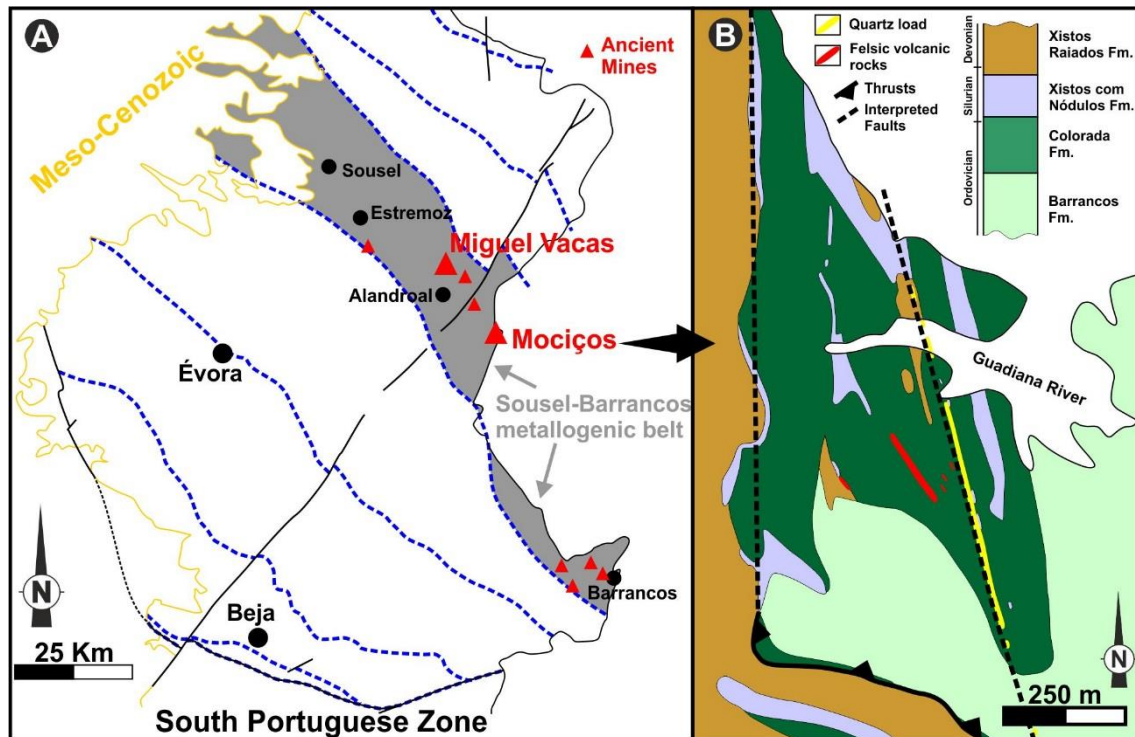 A
Ancient
Mines
Meso-Cenozoic
Sousel
Estremoz
Miguel Vacas
Alandroal
Mociços
Évora
Sousel-Barrancos
metallogenic belt
Barrancos
Beja
N
25 Km
South Portuguese Zone
B
Quartz load
Felsic volcanic
rocks
Thrusts
Interpreted
Faults
Devonian
Silurian
Ordovician
Xistos
Raiados Fm.
Xistos com
Nódulos Fm.
Colorada
Fm.
Barrancos
Fm.
Guadiana River
N
250 m